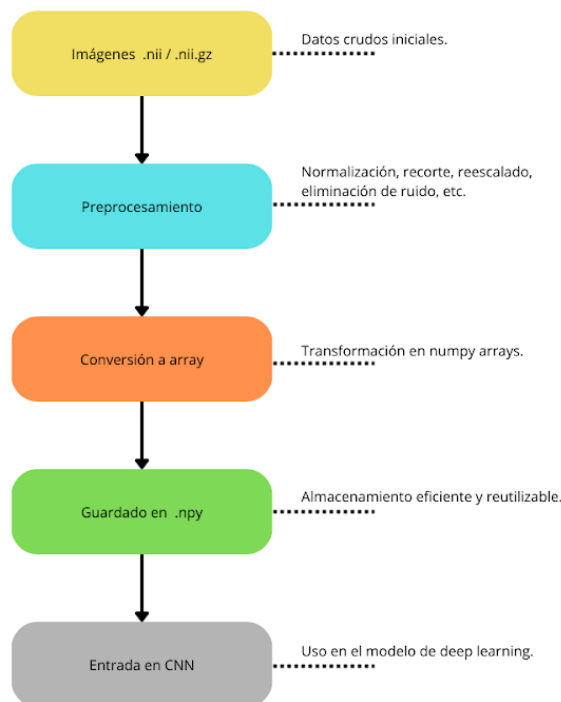 Imágenes .nii / .nii.gz
Datos crudos iniciales.
Preprocesamiento
Normalización, recorte, reescalado,
eliminación de ruido, etc.
Conversión a array
Transformación en numpy arrays.
Guardado en .npy
Almacenamiento eficiente y reutilizable.
Entrada en CNN
Uso en el modelo de deep learning.